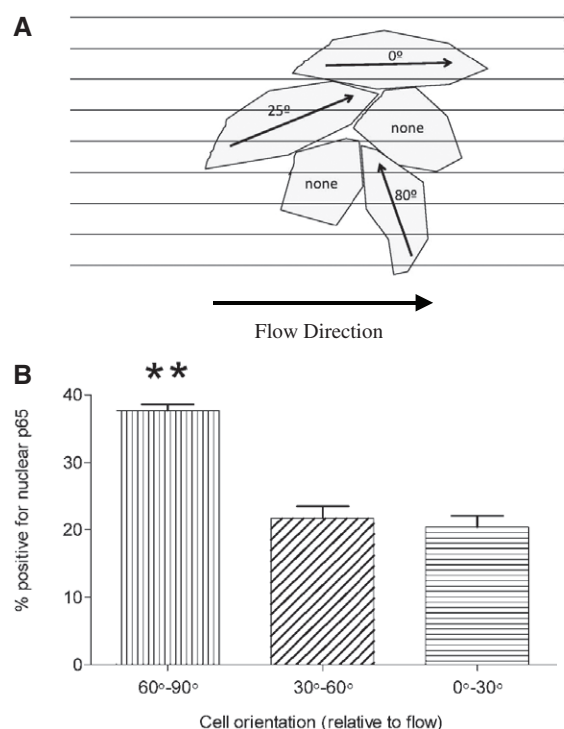 A
0º
25º
none
none
80º
Flow Direction
B
**
% positive for nuclear p65
40
30
20
10
0
60°-90°
30°-60°
0°-30°
Cell orientation (relative to flow)